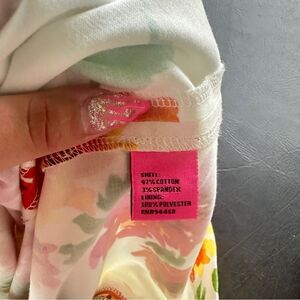 SHELL:
97% COTTON
3% SPANDEX
LINING:
100% POLYESTER